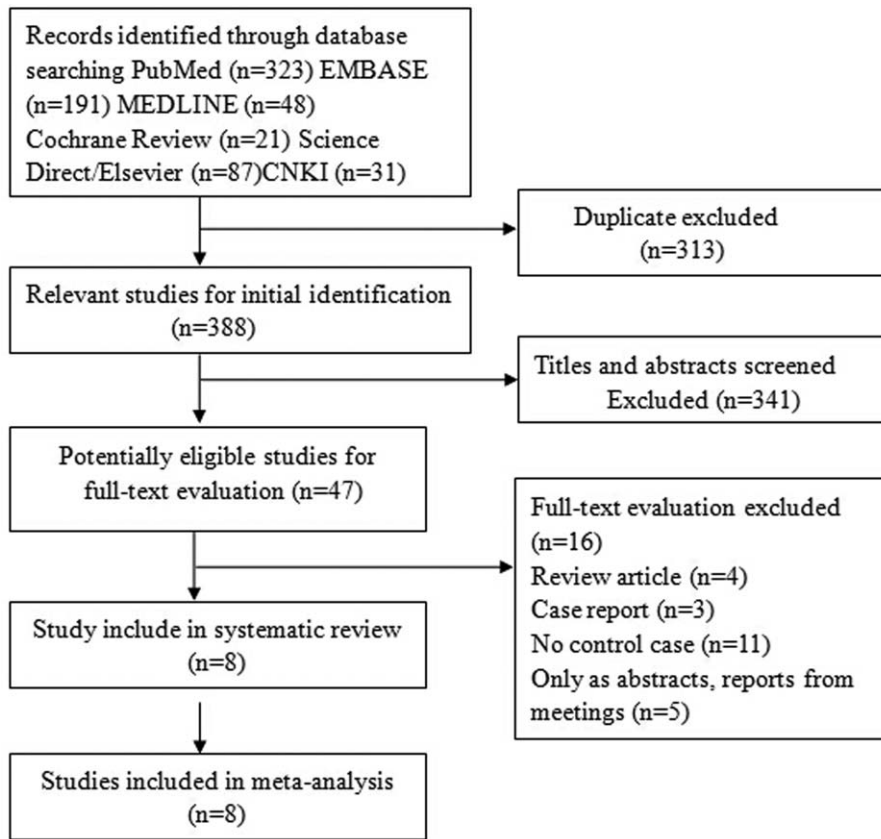 Records identified through database
searching PubMed (n=323) EMBASE
(n=191) MEDLINE (n=48)
Cochrane Review (n=21) Science
Direct/Elsevier (n=87)CNKI (n=31)
Duplicate excluded
(n=313)
Relevant studies for initial identification
(n=388)
Titles and abstracts screened
Excluded (n=341)
Potentially eligible studies for
full-text evaluation (n=47)
Full-text evaluation excluded
(n=16)
Review article (n=4)
Case report (n=3)
No control case (n=11)
Only as abstracts, reports from
meetings (n=5)
Study include in systematic review
(n=8)
Studies included in meta-analysis
(n=8)